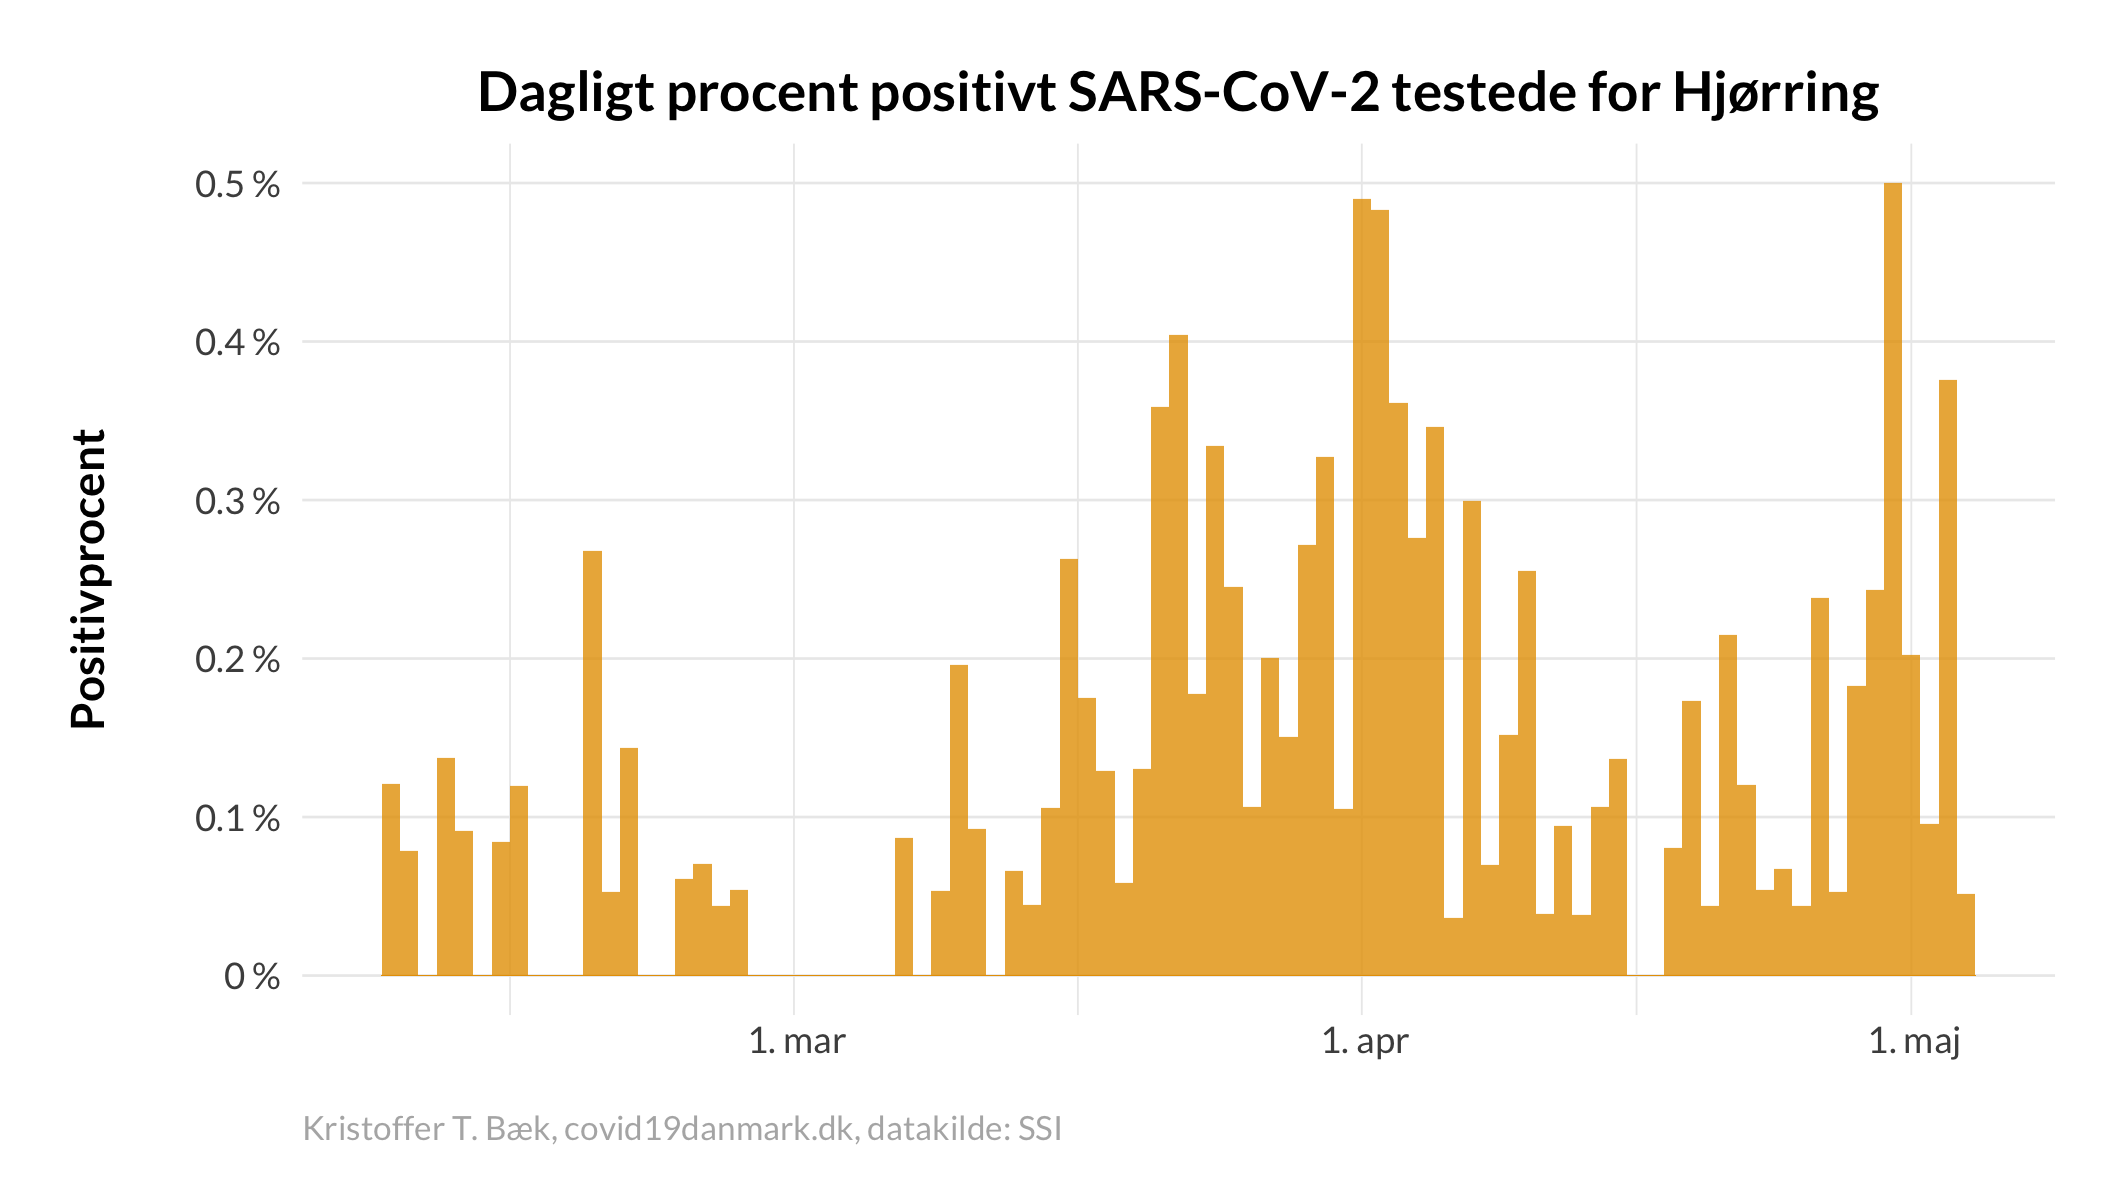 Dagligt procent positivt SARS-CoV-2 testede for Hjørring
Positivprocent
0.5 %
0.4 %
0.3 %
0.2 %
0.1 %
0 %
1. mar
1. apr
1. maj
Kristoffer T. Bæk, covid19danmark.dk, datakilde: SSI